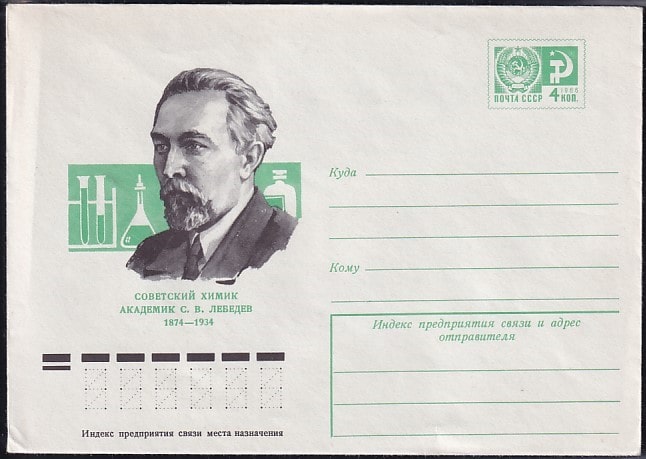 ПОЧТА СССР 1966 4 КОП.
Куда
Кому
СОВЕТСКИЙ ХИМИК
АКАДЕМИК С. В. ЛЕБЕДЕВ
1874—1934
Индекс предприятия связи и адрес
отправителя
Индекс предприятия связи места назначения